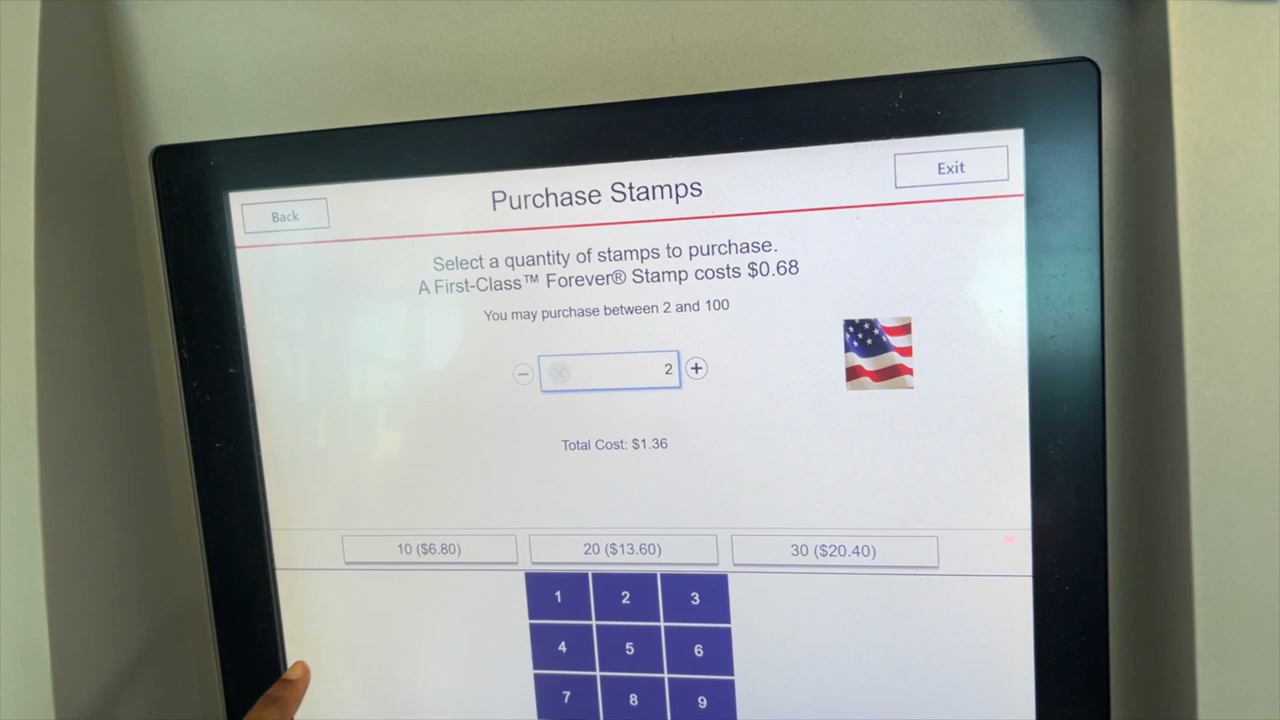 Back
Purchase Stamps
Exit
Select a quantity of stamps to purchase.
A First-Class™ Forever® Stamp costs $0.68
You may purchase between 2 and 100
2
Total Cost: $1.36
10 ($6.80)
20 ($13.60)
30 ($20.40)
1 2 3
4 5 6
7 8 9